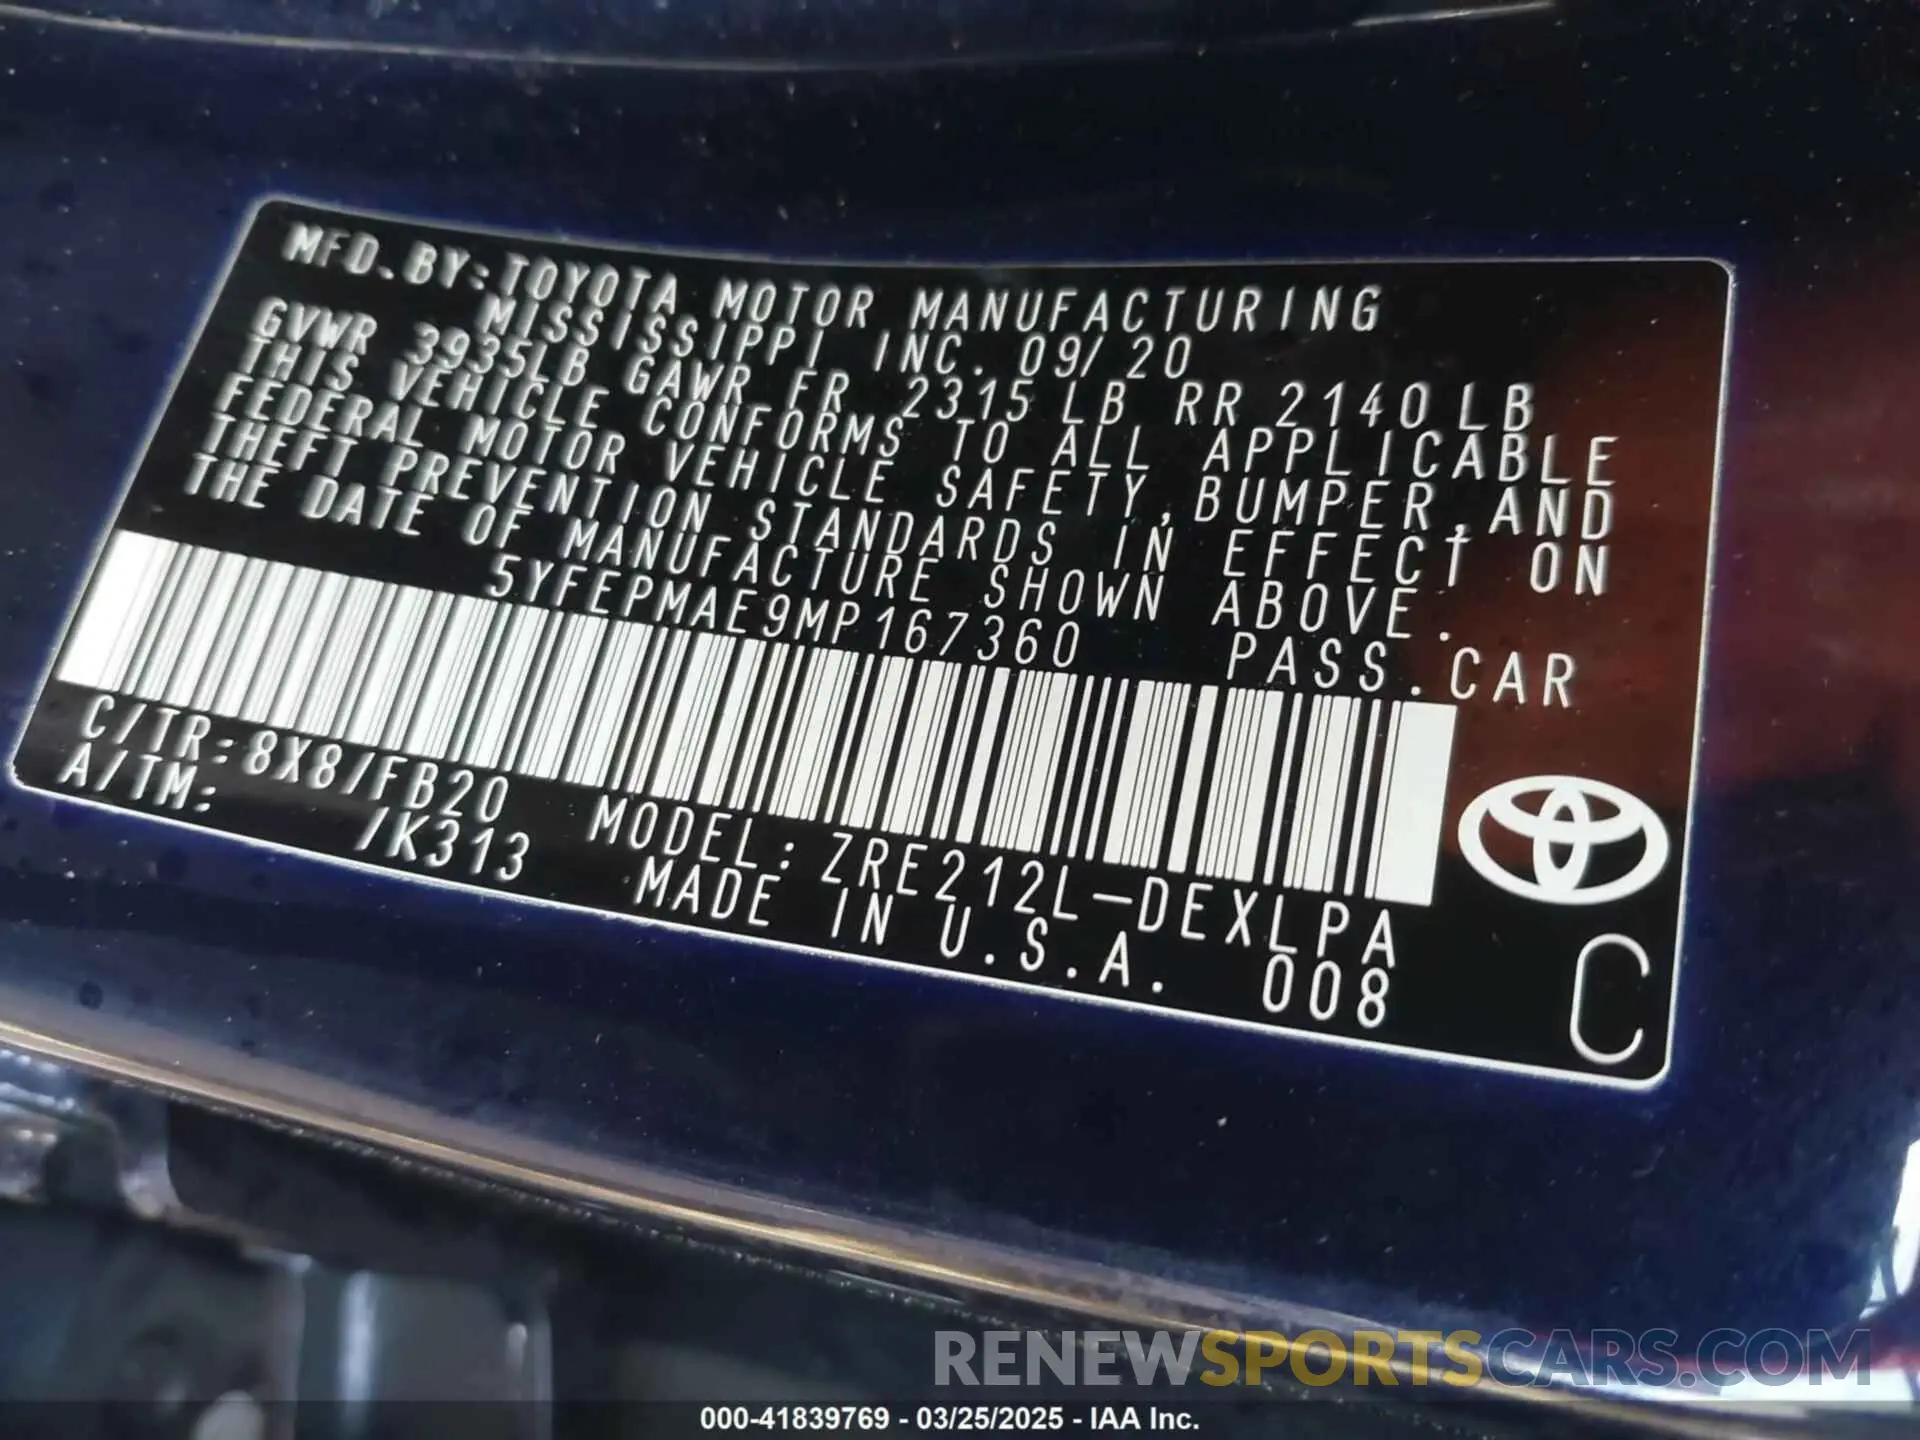 MFD.BY:TOYOTA MOTOR MANUFACTURING
MISSISSIPPI INC. 09/20
GVWR 3935LB GAWR FR 2315LB RR 2140LB
THIS VEHICLE CONFORMS TO ALL APPLICABLE
FEDERAL MOTOR VEHICLE SAFETY,BUMPER,AND
THEFT PREVENTION STANDARDS IN EFFECT ON
THE DATE OF MANUFACTURE SHOWN ABOVE.
5YFEPMAE9MP167360 PASS.CAR
C/TR:8X8/FB20 MODEL:ZRE212L-DEXLPA
A/TM: /K313 MADE IN U.S.A. 008
C
RENEWSPORTSCARS.COM
000-41839769 - 03/25/2025 - IAA Inc.